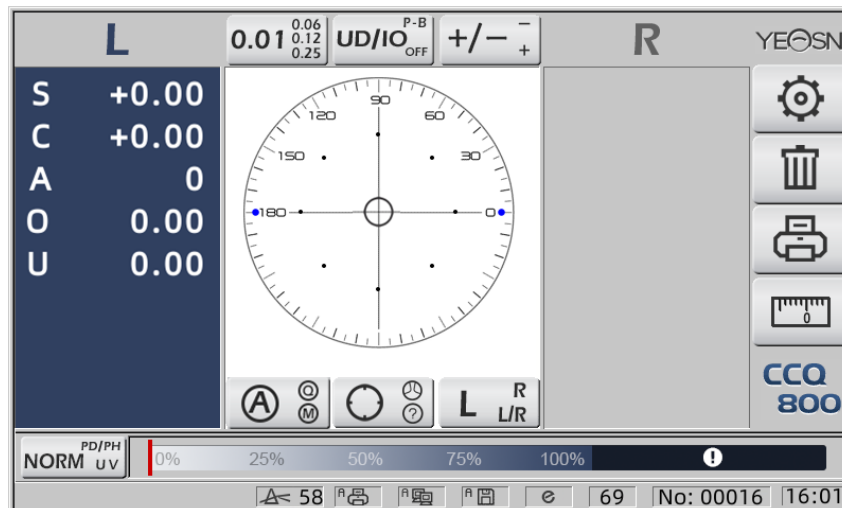 L
0.01 0.06 0.12 0.25
UD/IO P-B OFF
+/− − +
R
YEOSN
S +0.00
C +0.00
A 0
O 0.00
U 0.00
90
120 60
150 30
180 0
0
A Q M
?
L R L/R
CCQ
800
NORM PD/PH UV
0% 25% 50% 75% 100% !
58 A A A e 69 No: 00016 16:01